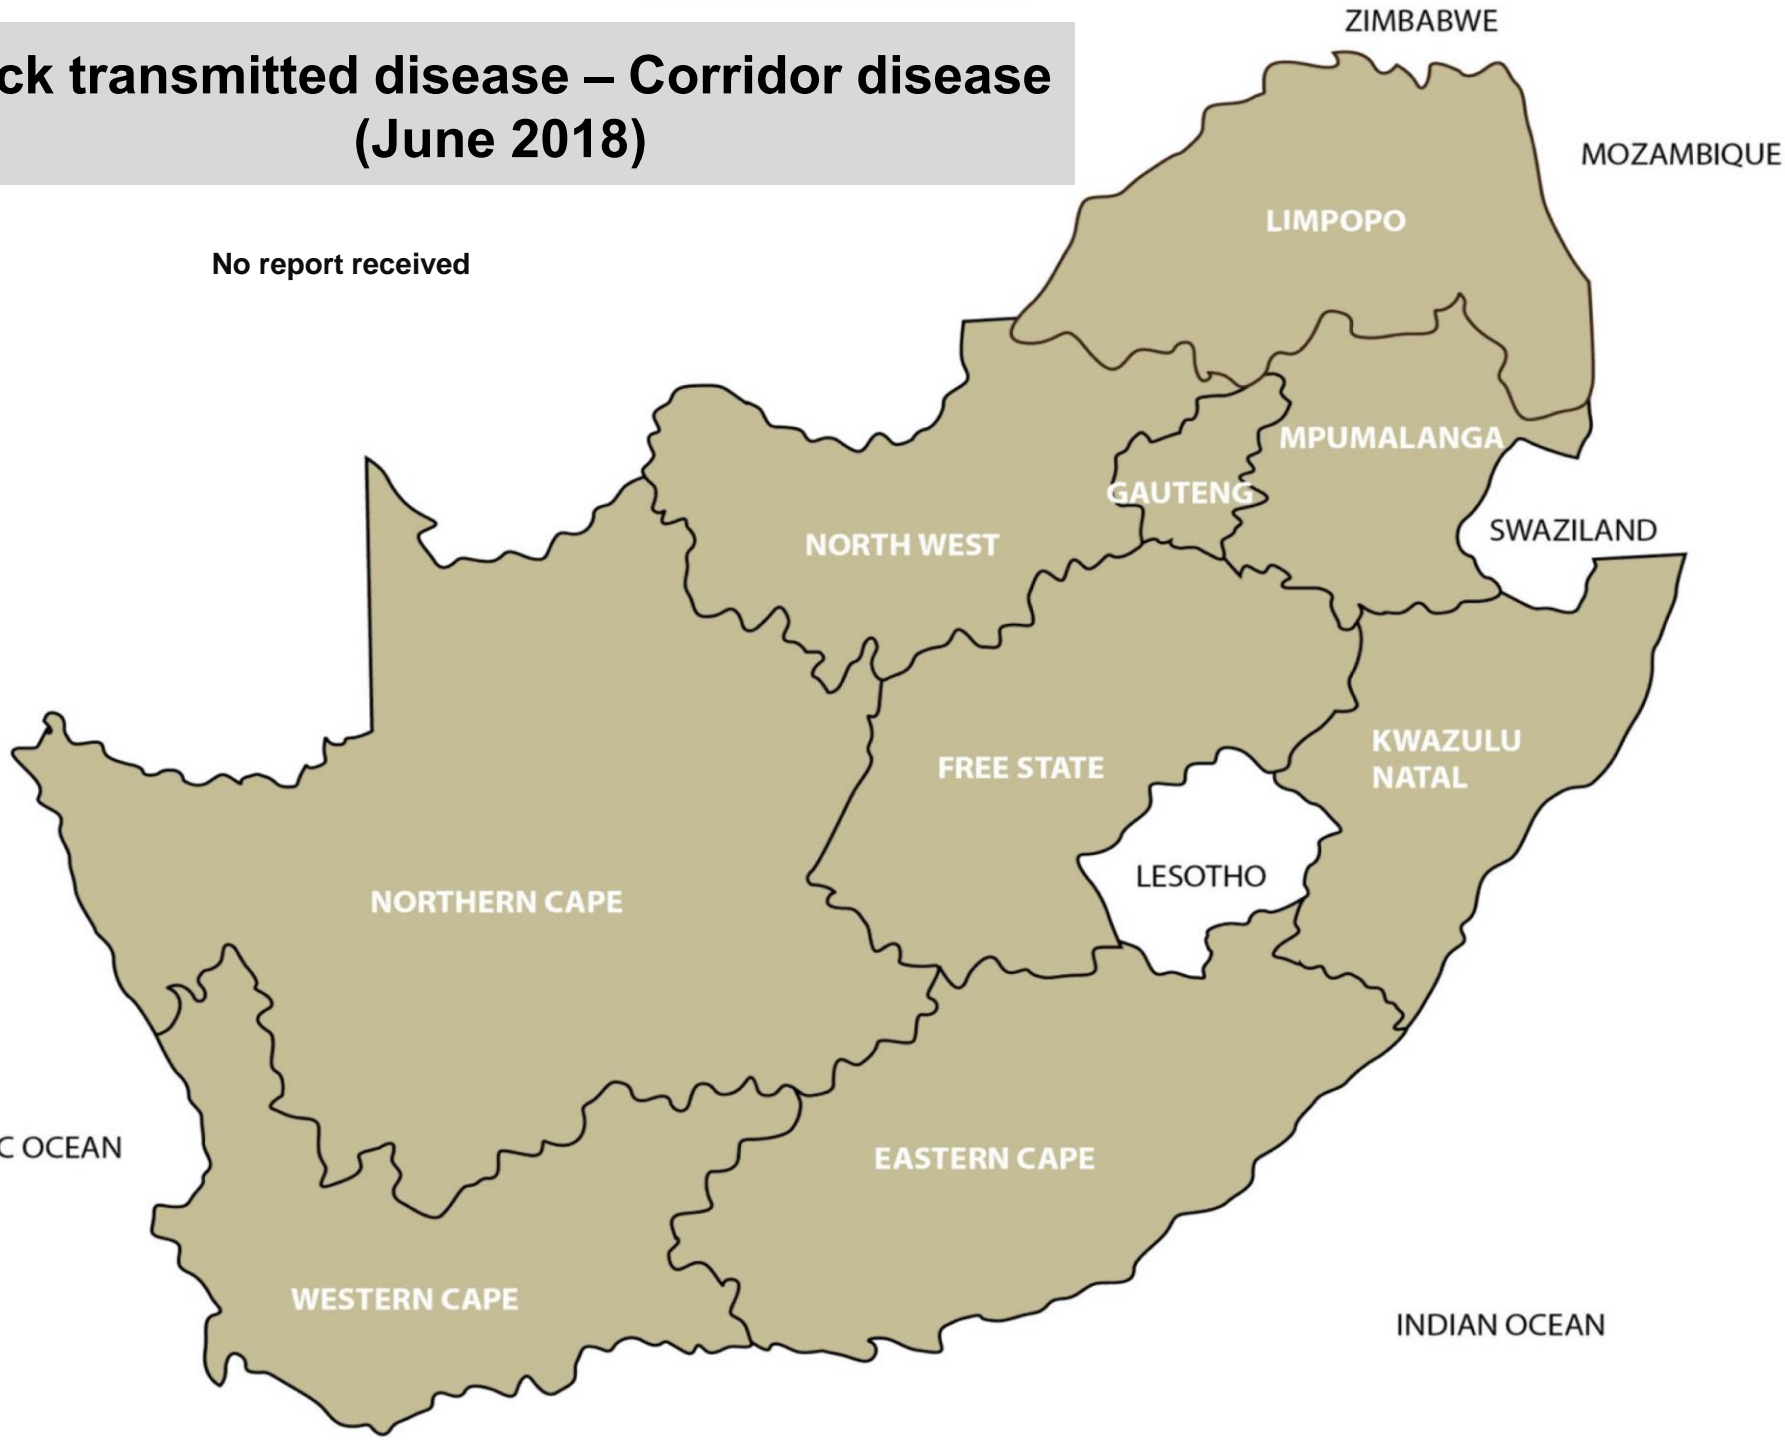 ZIMBABWE
ck transmitted disease – Corridor disease
(June 2018)
MOZAMBIQUE
LIMPOPO
No report received
MPUMALANGA
GAUTENG
SWAZILAND
NORTH WEST
KWAZULU
NATAL
FREE STATE
LESOTHO
NORTHERN CAPE
C OCEAN
EASTERN CAPE
WESTERN CAPE
INDIAN OCEAN